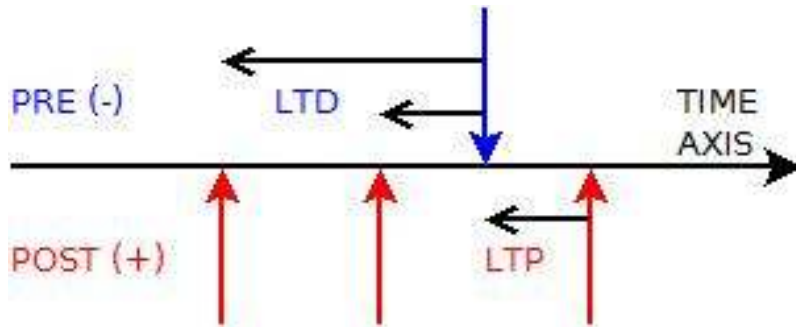 PRE (-)
LTD
TIME
AXIS
POST (+)
LTP